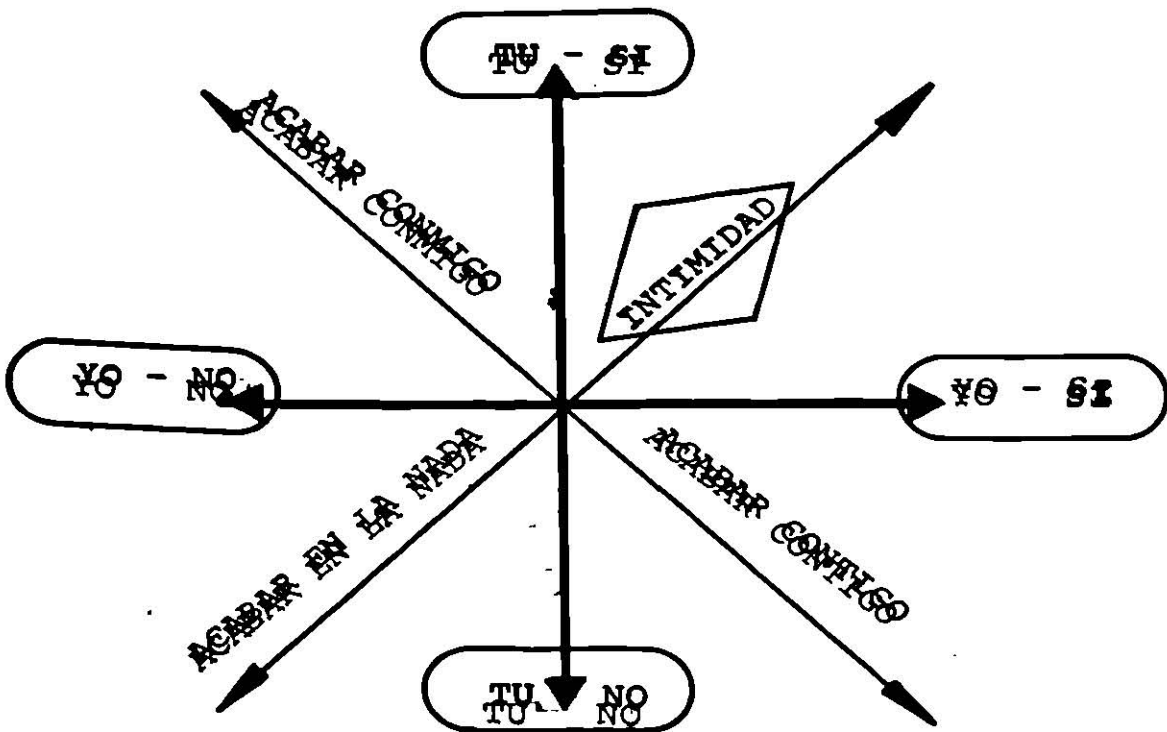 TU - SI
ACABAR CONMIGO
INTIMIDAD
YO - NO
YO - SI
ACABAR EN LA NADA
ACABAR CONTIGO
TU - NO